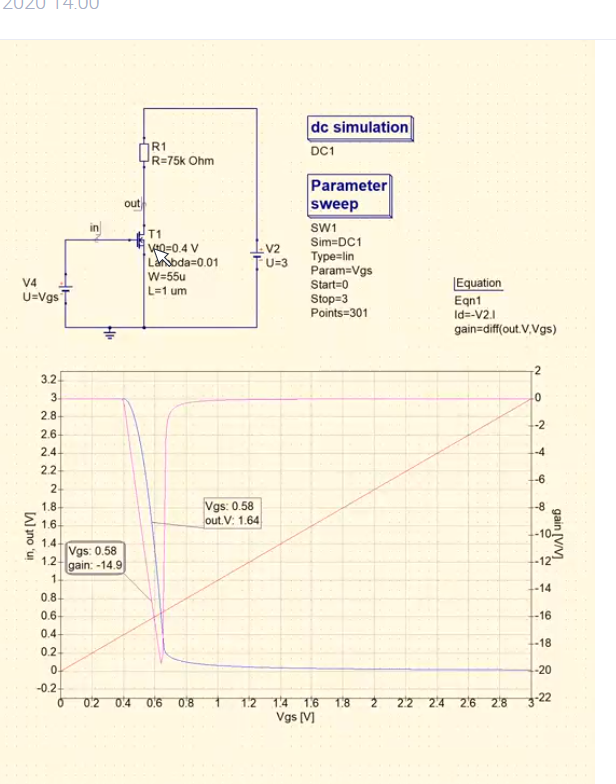 2020 14:00
R1
R=75k Ohm
out
in
T1
Vt0=0.4 V
Lambda=0.01
W=55u
L=1 um
V2
U=3
V4
U=Vgs
dc simulation
DC1
Parameter
sweep
SW1
Sim=DC1
Type=lin
Param=Vgs
Start=0
Stop=3
Points=301
Equation
Eqn1
Id=-V2.I
gain=diff(out.V,Vgs)
3.2
3
2.8
2.6
2.4
2.2
2
1.8
1.6
1.4
1.2
1
0.8
0.6
0.4
0.2
0
-0.2
in, out [V]
Vgs: 0.58
out.V: 1.64
Vgs: 0.58
gain: -14.9
2
0
-2
-4
-6
-8
-10
-12
-14
-16
-18
-20
-22
gain [V/V]
0 0.2 0.4 0.6 0.8 1 1.2 1.4 1.6 1.8 2 2.2 2.4 2.6 2.8 3
Vgs [V]